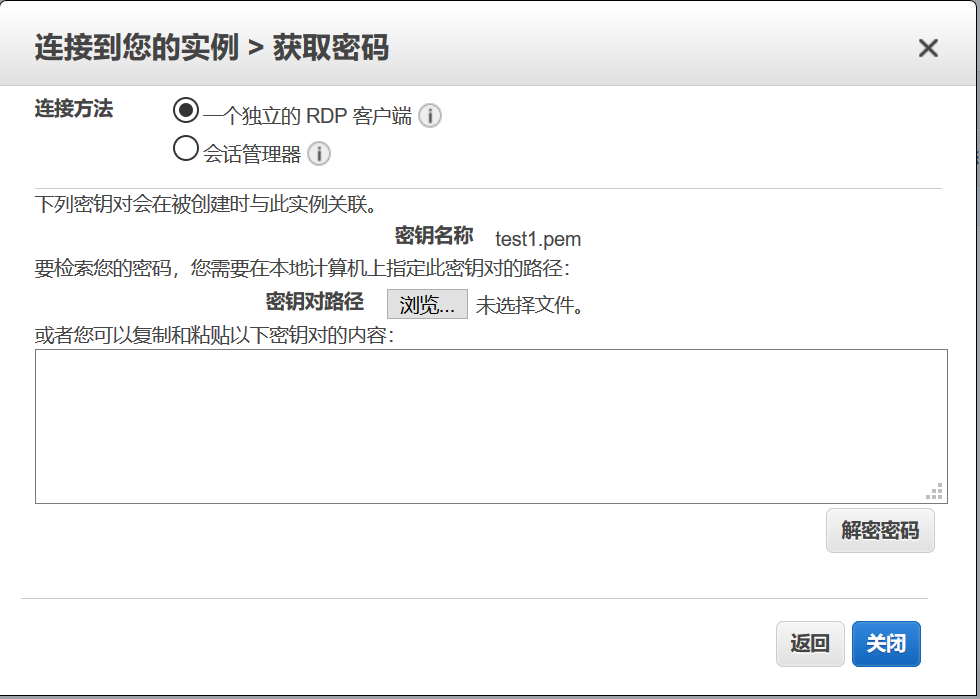 连接到您的实例 > 获取密码
连接方法
一个独立的 RDP 客户端
会话管理器
下列密钥对会在被创建时与此实例关联。
密钥名称 test1.pem
要检索您的密码，您需要在本地计算机上指定此密钥对的路径：
密钥对路径 浏览... 未选择文件。
或者您可以复制和粘贴以下密钥对的内容：
解密密码
返回 关闭